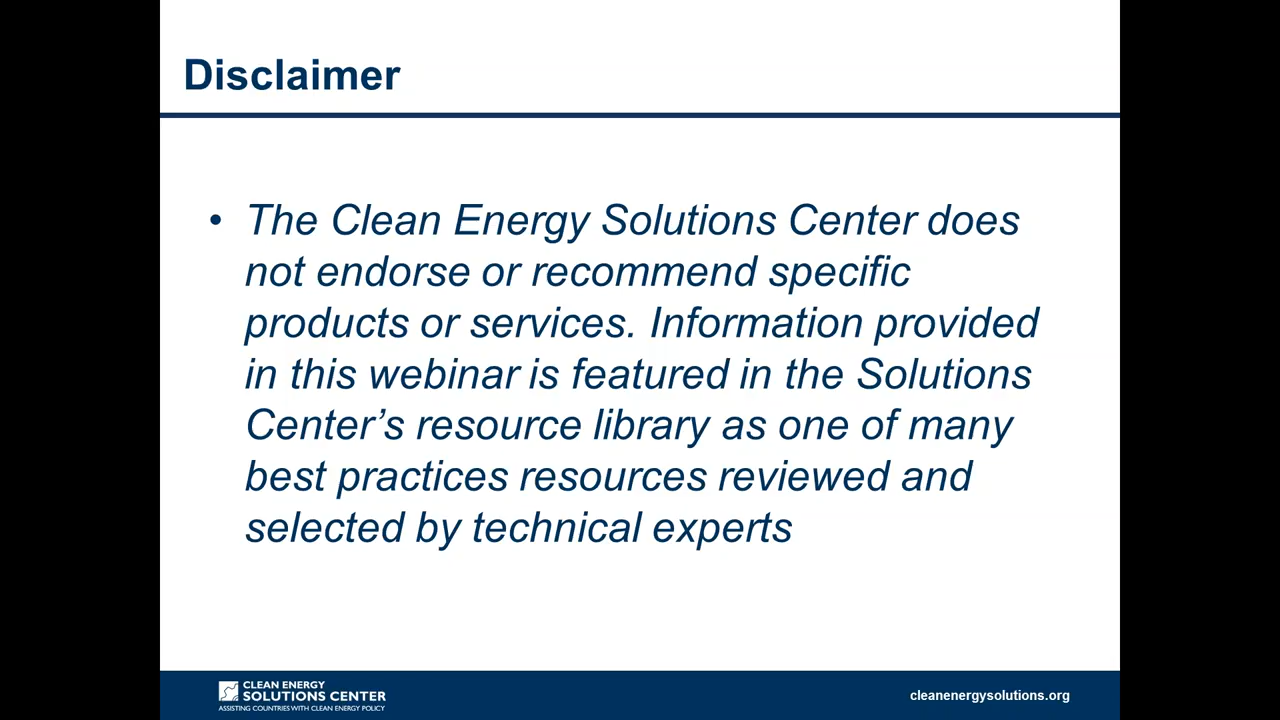 Disclaimer
• The Clean Energy Solutions Center does
not endorse or recommend specific
products or services. Information provided
in this webinar is featured in the Solutions
Center’s resource library as one of many
best practices resources reviewed and
selected by technical experts
CLEAN ENERGY
SOLUTIONS CENTER
ASSISTING COUNTRIES WITH CLEAN ENERGY POLICY
cleanenergysolutions.org